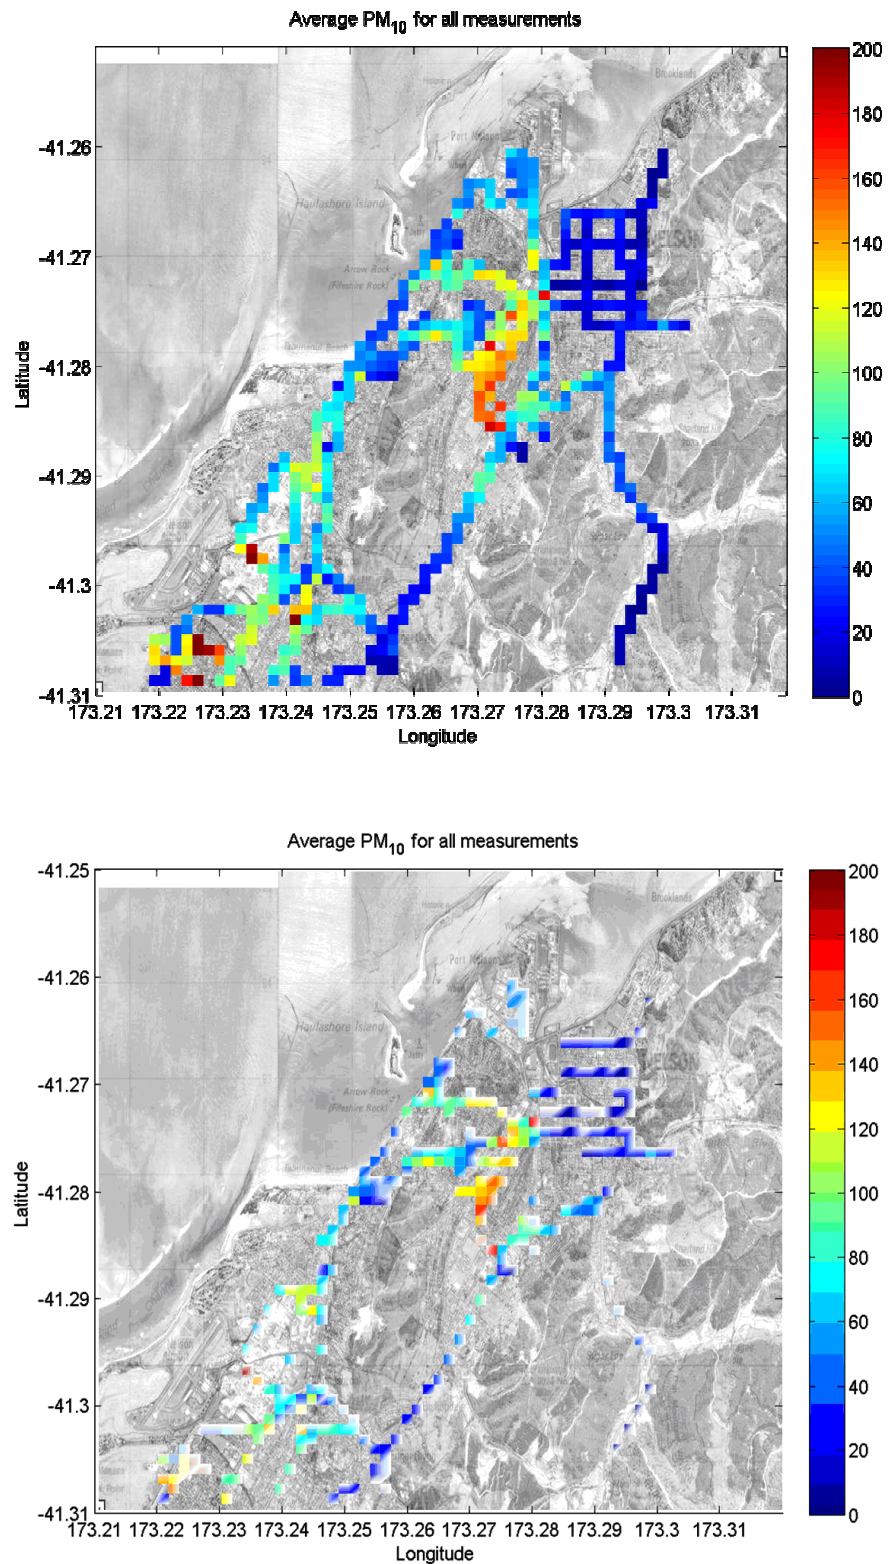 Average PM10 for all measurements
200
180
160
140
120
100
80
60
40
20
0
-41.26
-41.27
-41.28
-41.29
-41.3
-41.31
Latitude
Brooklands
Port Nelson
Haulashore Island
Arrow Rock
(Fifeshire Rock)
173.21 173.22 173.23 173.24 173.25 173.26 173.27 173.28 173.29 173.3 173.31
Longitude
Average PM10 for all measurements
200
180
160
140
120
100
80
60
40
20
0
-41.25
-41.26
-41.27
-41.28
-41.29
-41.3
-41.31
Latitude
Brooklands
Port Nelson
Haulashore Island
Arrow Rock
(Fifeshire Rock)
173.21 173.22 173.23 173.24 173.25 173.26 173.27 173.28 173.29 173.3 173.31
Longitude